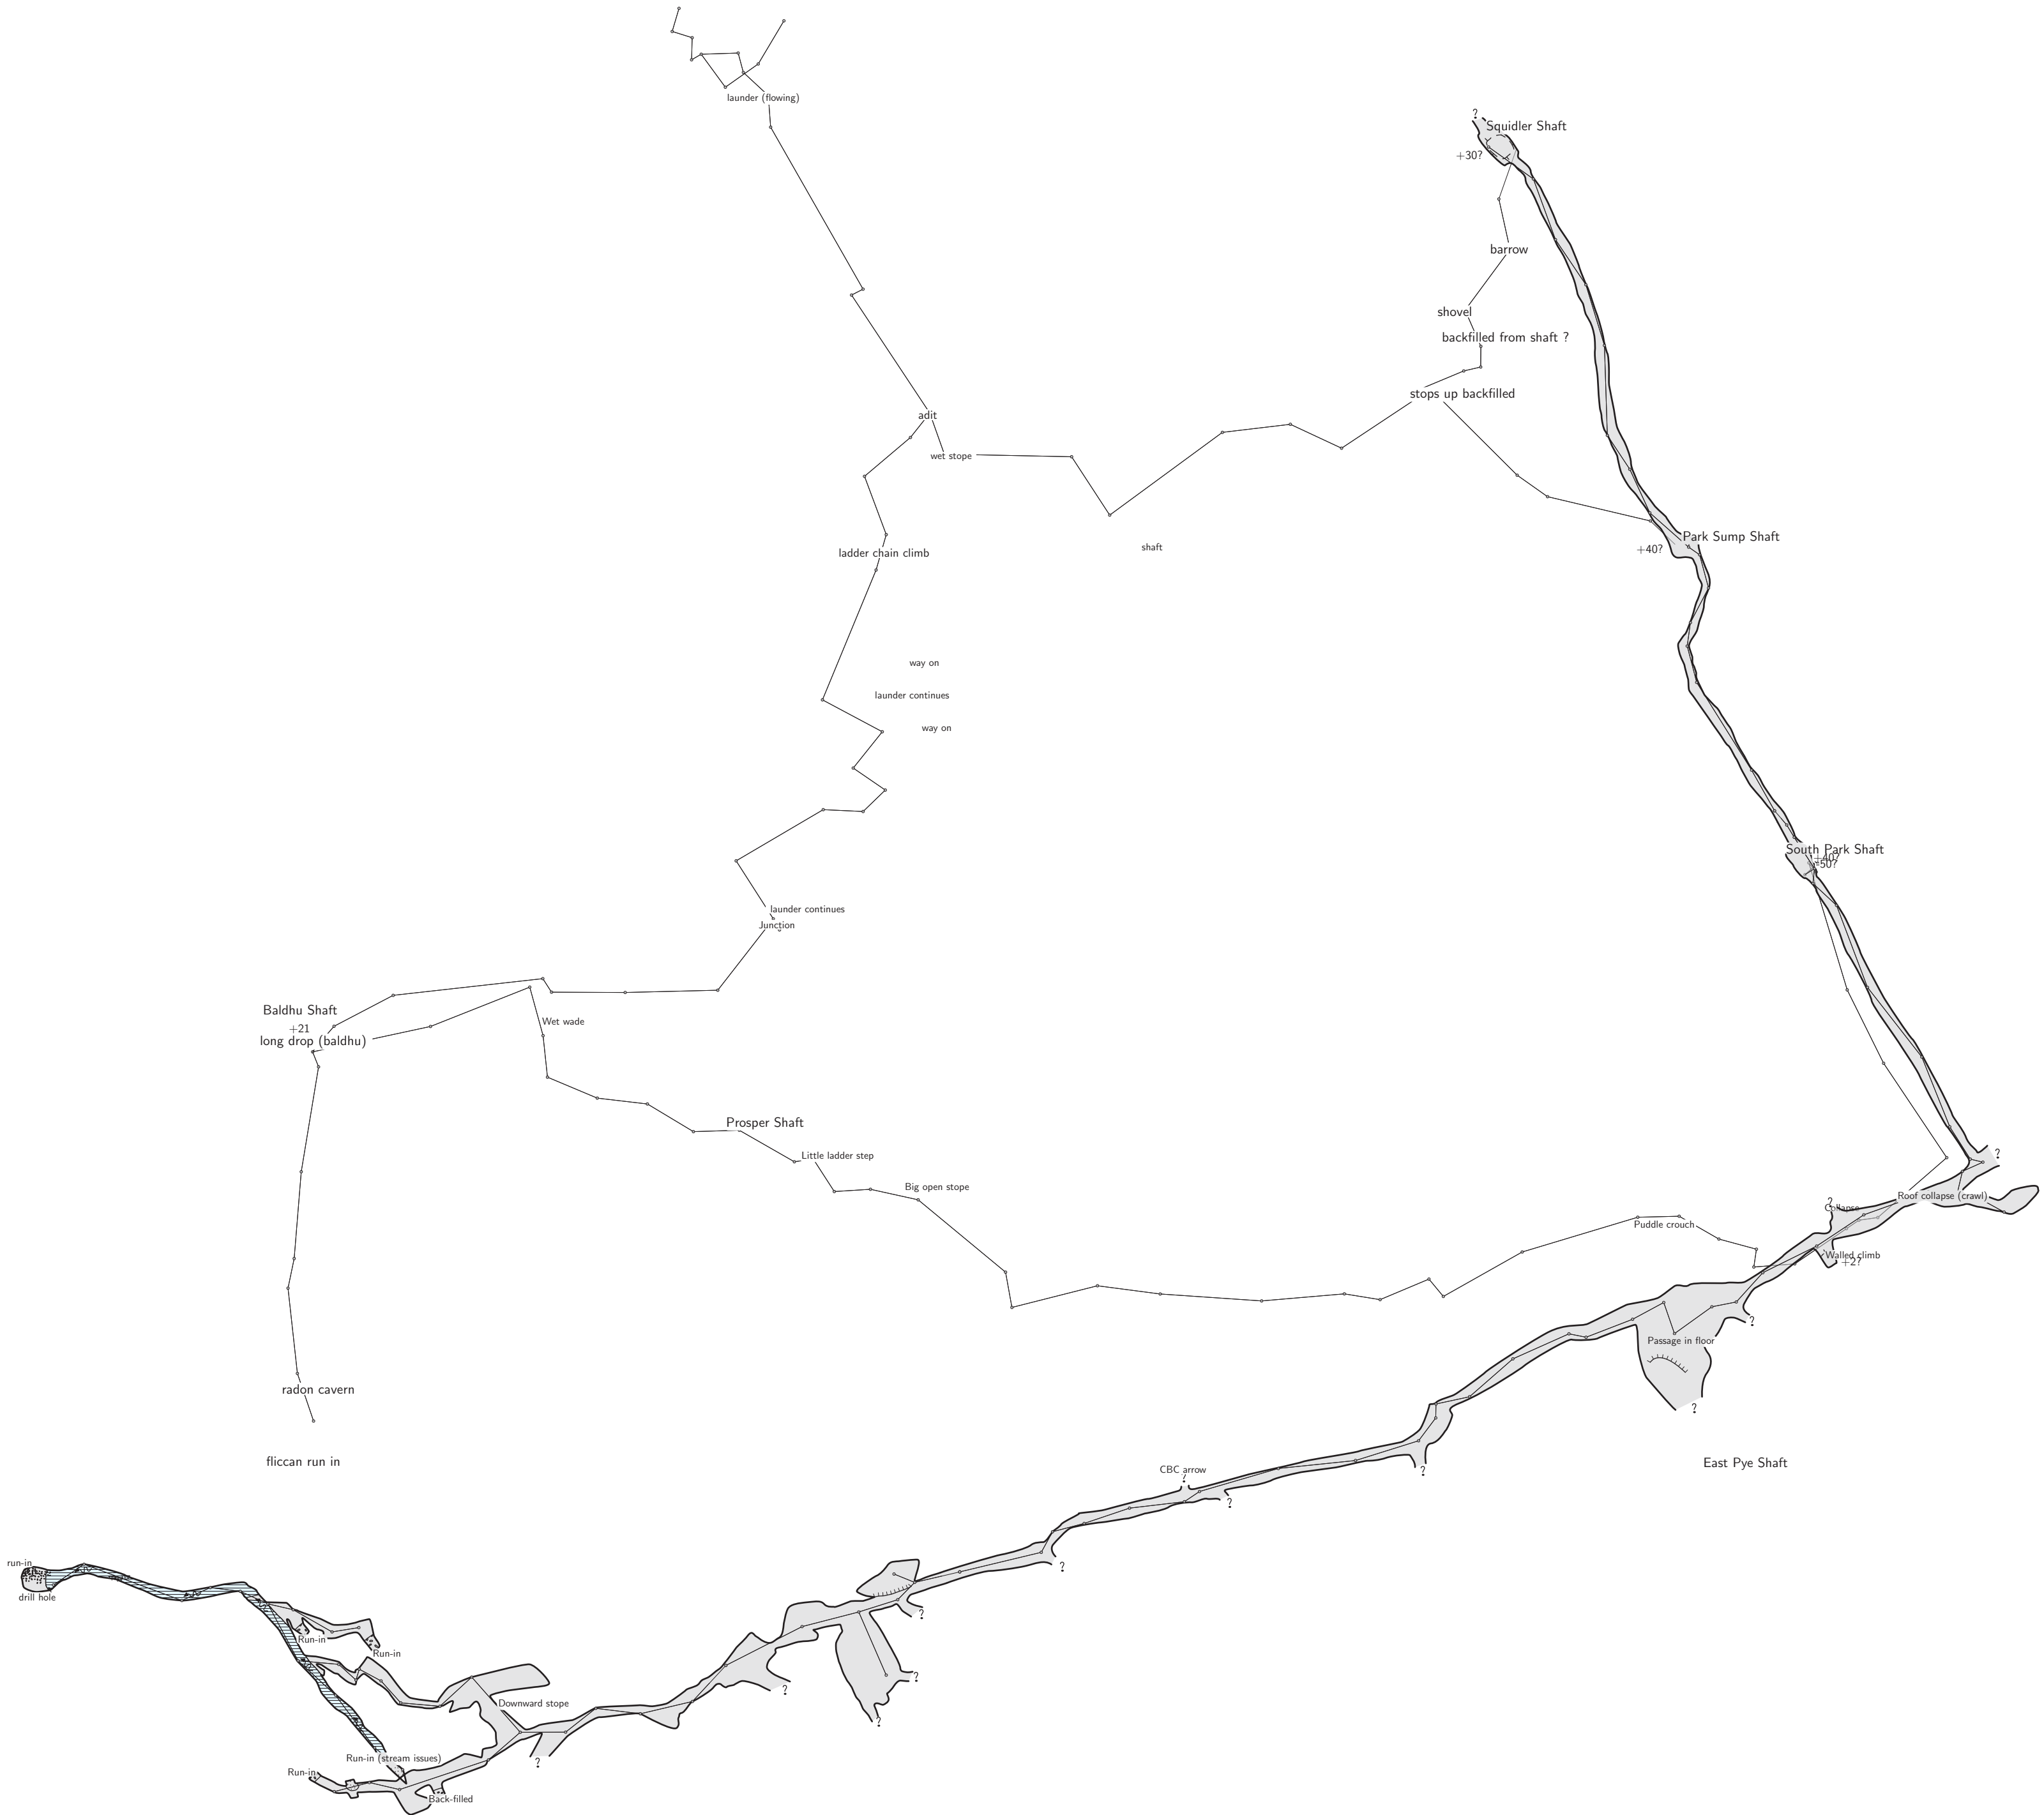 launder (flowing)
?
Squidler Shaft
+30?
barrow
shovel
backfilled from shaft ?
stops up backfilled
adit
wet stope
Park Sump Shaft
+40?
shaft
ladder chain climb
way on
launder continues
way on
South Park Shaft
+40?
+50?
launder continues
Junction
Baldhu Shaft
+21
long drop (baldhu)
Wet wade
Prosper Shaft
Little ladder step
?
Big open stope
Roof collapse (crawl)
?
Collapse
Puddle crouch
Walled climb
+2?
?
Passage in floor
radon cavern
?
fliccan run in
East Pye Shaft
CBC arrow
?
?
?
run-in
?
drill hole
?
Run-in
Run-in
?
?
Downward stope
?
Run-in (stream issues)
?
Run-in
Back-filled